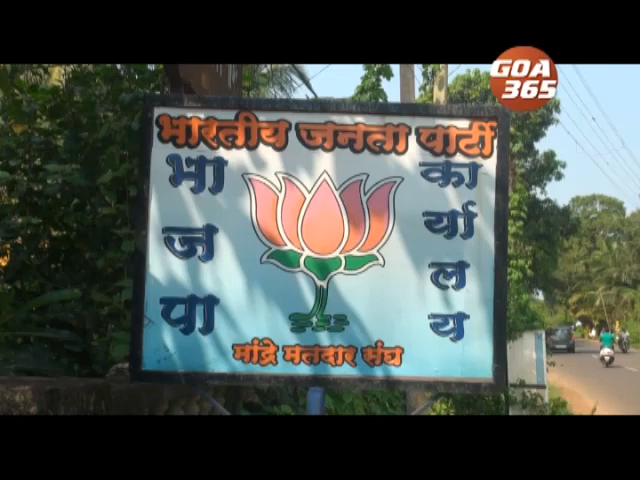 GOA
365
भारतीय जनता पार्टी
भा
ज
पा
का
र्या
ल
य
मांद्रे मतदार संघ